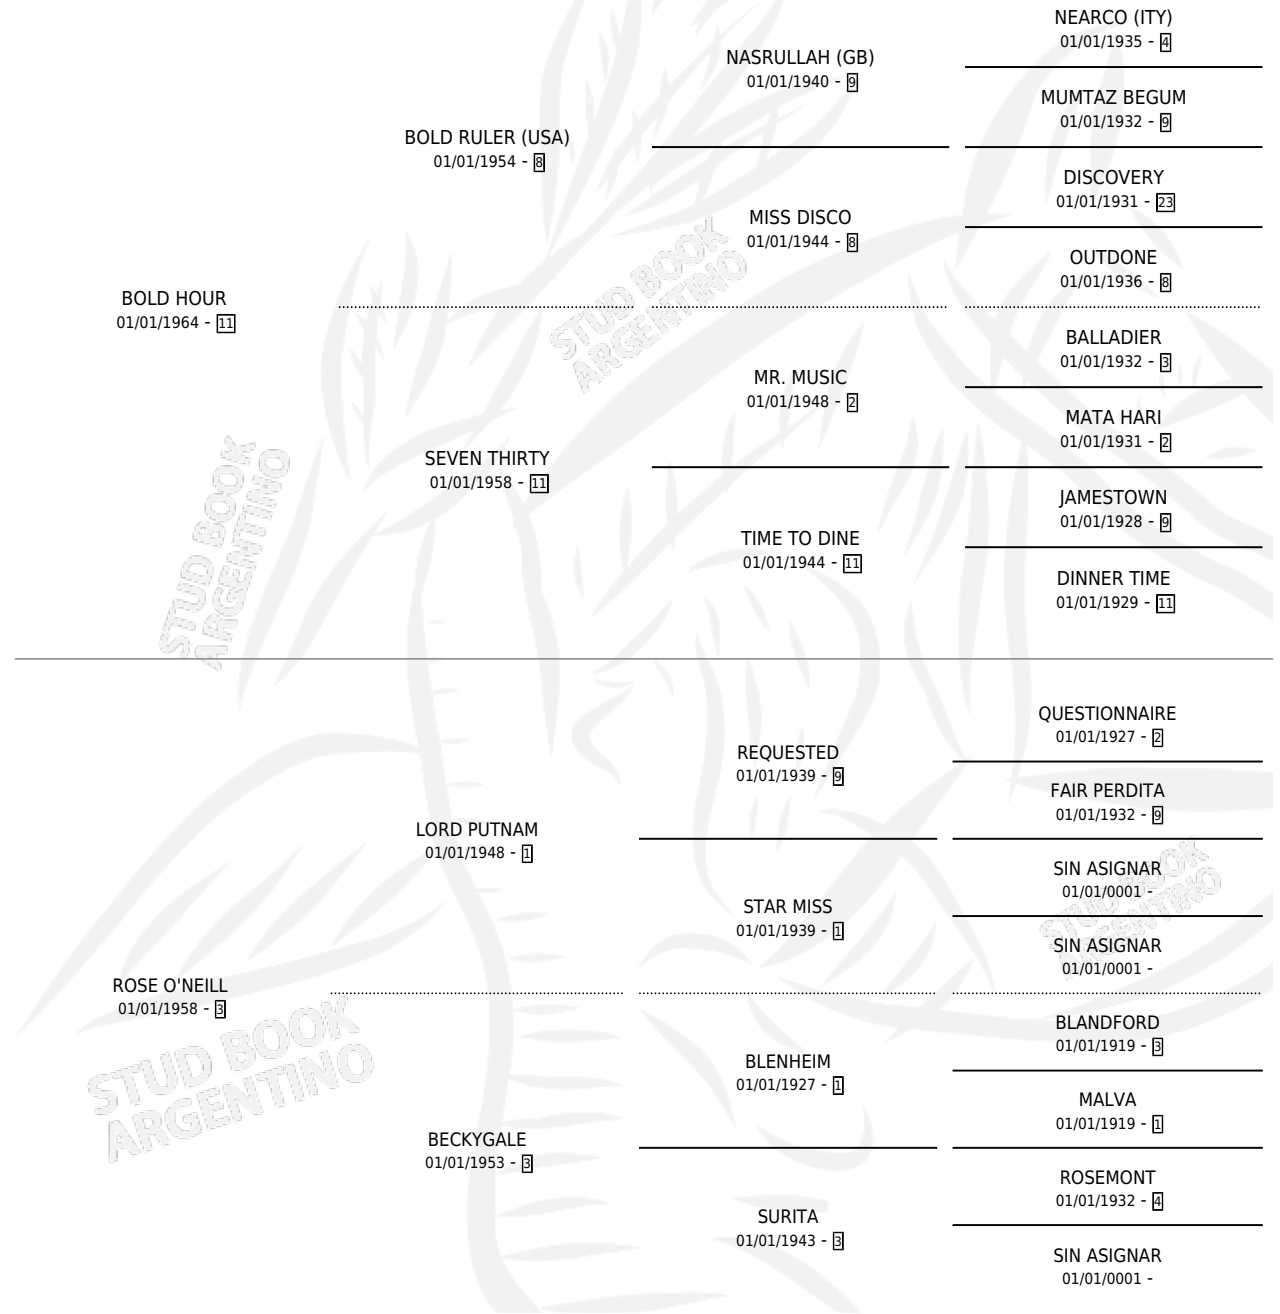 NEARCO (ITY)
01/01/1935 - 4
NASRULLAH (GB)
01/01/1940 - 9
MUMTAZ BEGUM
01/01/1932 - 9
BOLD RULER (USA)
01/01/1954 - 8
DISCOVERY
01/01/1931 - 23
MISS DISCO
01/01/1944 - 8
OUTDONE
01/01/1936 - 8
BOLD HOUR
01/01/1964 - 11
BALLADIER
01/01/1932 - 3
MR. MUSIC
01/01/1948 - 2
MATA HARI
01/01/1931 - 2
SEVEN THIRTY
01/01/1958 - 11
JAMESTOWN
01/01/1928 - 9
TIME TO DINE
01/01/1944 - 11
DINNER TIME
01/01/1929 - 11
QUESTIONNAIRE
01/01/1927 - 2
REQUESTED
01/01/1939 - 9
FAIR PERDITA
01/01/1932 - 9
LORD PUTNAM
01/01/1948 - 1
SIN ASIGNAR
01/01/0001 -
STAR MISS
01/01/1939 - 1
SIN ASIGNAR
01/01/0001 -
ROSE O'NEILL
01/01/1958 - 3
BLANDFORD
01/01/1919 - 3
BLENHEIM
01/01/1927 - 1
MALVA
01/01/1919 - 1
BECKYGALE
01/01/1953 - 3
ROSEMONT
01/01/1932 - 4
SURITA
01/01/1943 - 3
SIN ASIGNAR
01/01/0001 -
STUD BOOK
ARGENTINO
STUD BOOK
ARGENTINO
STUD BOOK
ARGENTINO
STUD BOOK
ARGENTINO